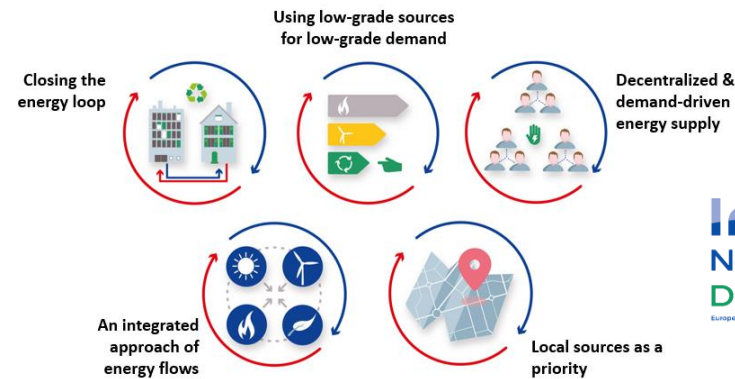 Using low-grade sources
for low-grade demand
Closing the
energy loop
Decentralized &
demand-driven
energy supply
An integrated
approach of
energy flows
Local sources as a
priority
N
D
Europe